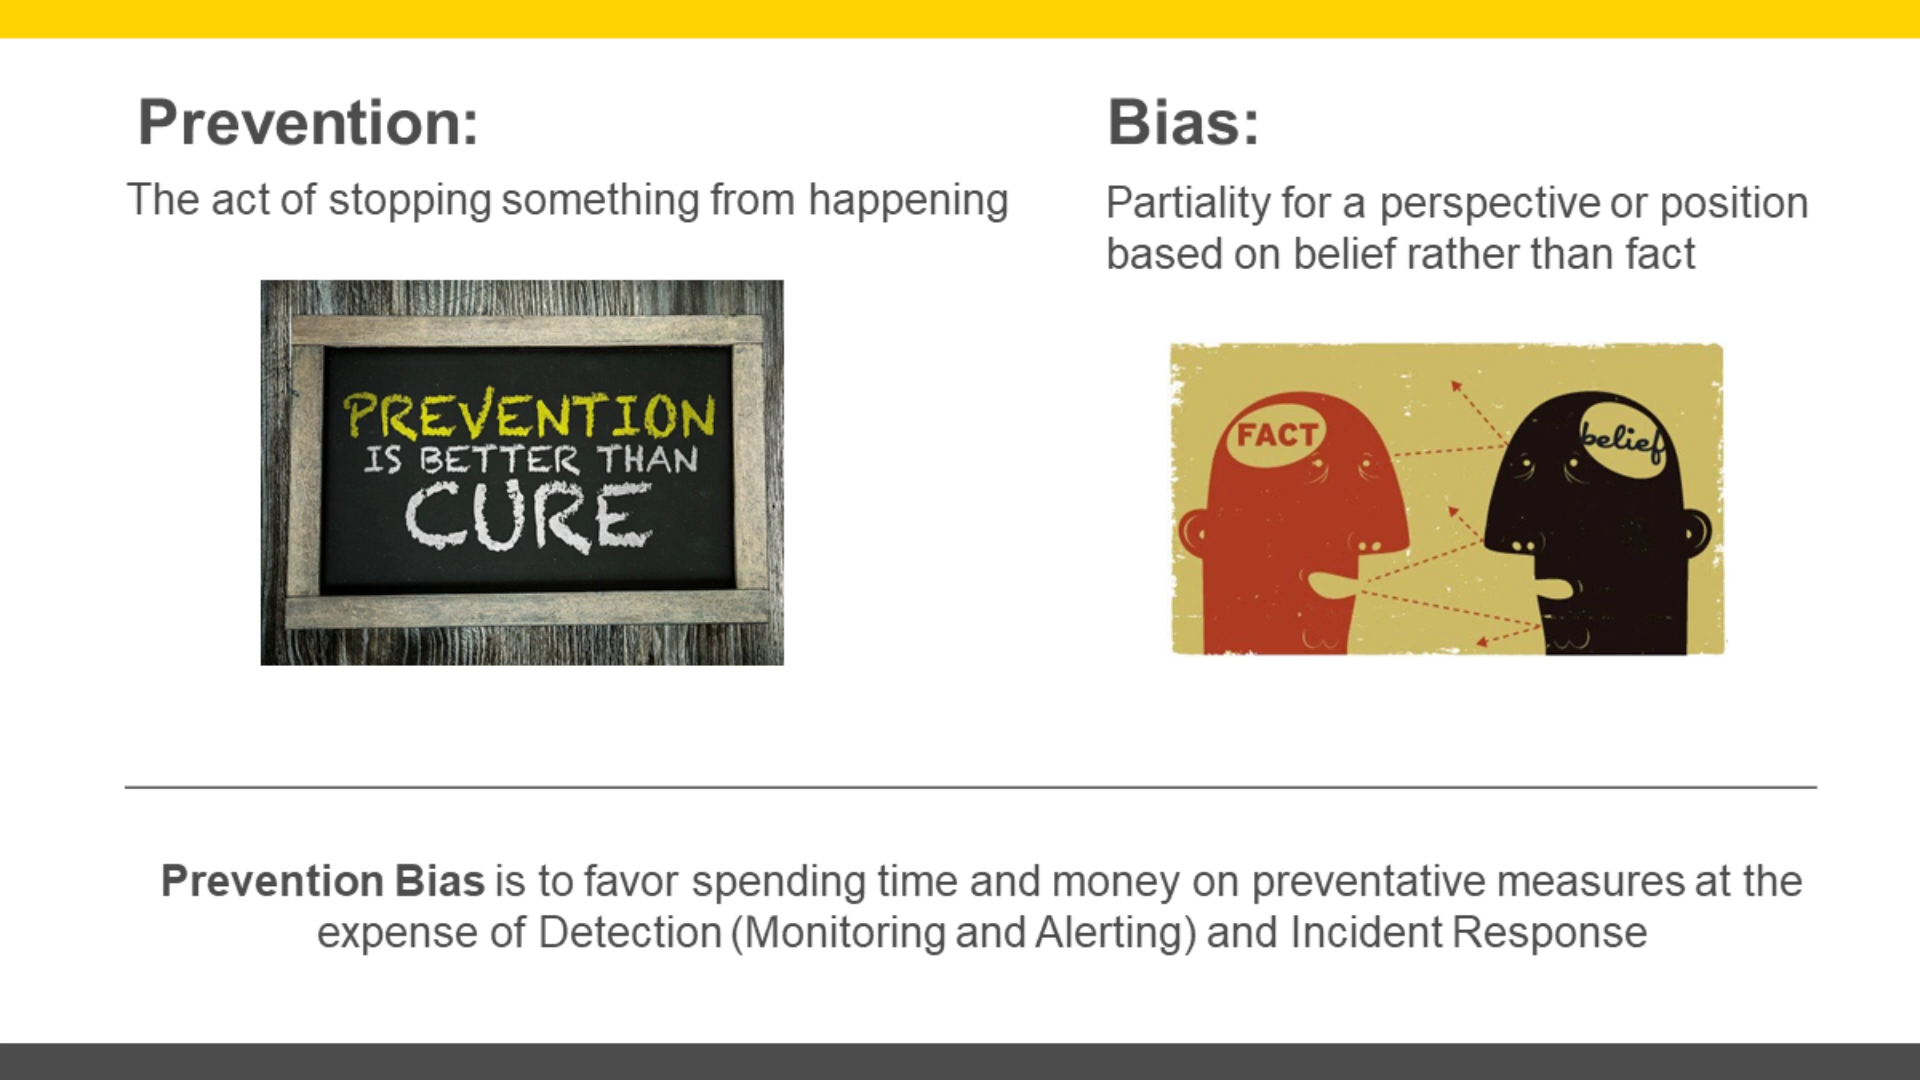 Prevention:
The act of stopping something from happening
PREVENTION
IS BETTER THAN
CURE
Bias:
Partiality for a perspective or position
based on belief rather than fact
FACT
belief
Prevention Bias is to favor spending time and money on preventative measures at the
expense of Detection (Monitoring and Alerting) and Incident Response